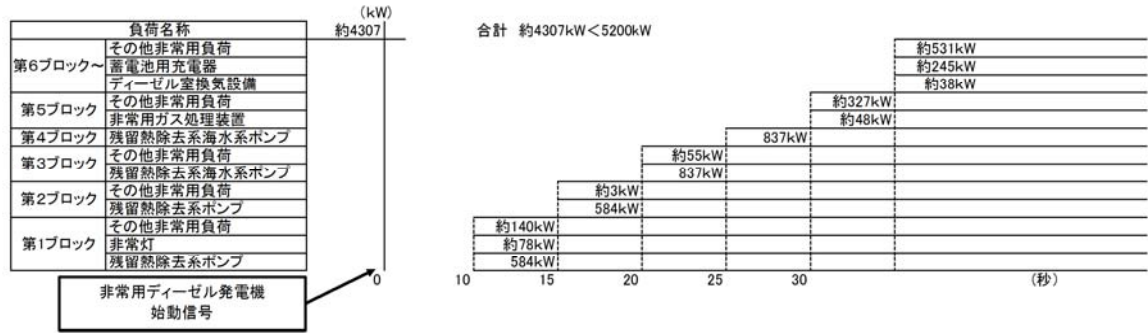 (kW)
負荷名称 約4307 合計 約4307kW<5200kW
その他非常用負荷 約531kW
第6ブロック~ 蓄電池用充電器 約245kW
ディーゼル室換気設備 約38kW
その他非常用負荷 約327kW
第5ブロック 非常用ガス処理装置 約48kW
第4ブロック 残留熱除去系海水系ポンプ 837kW
その他非常用負荷 約55kW
第3ブロック 残留熱除去系海水系ポンプ 837kW
その他非常用負荷 約3kW
第2ブロック 残留熱除去系ポンプ 584kW
その他非常用負荷 約140kW
第1ブロック 非常灯 約78kW
残留熱除去系ポンプ 584kW
0 10 15 20 25 30 (秒)
非常用ディーゼル発電機
始動信号